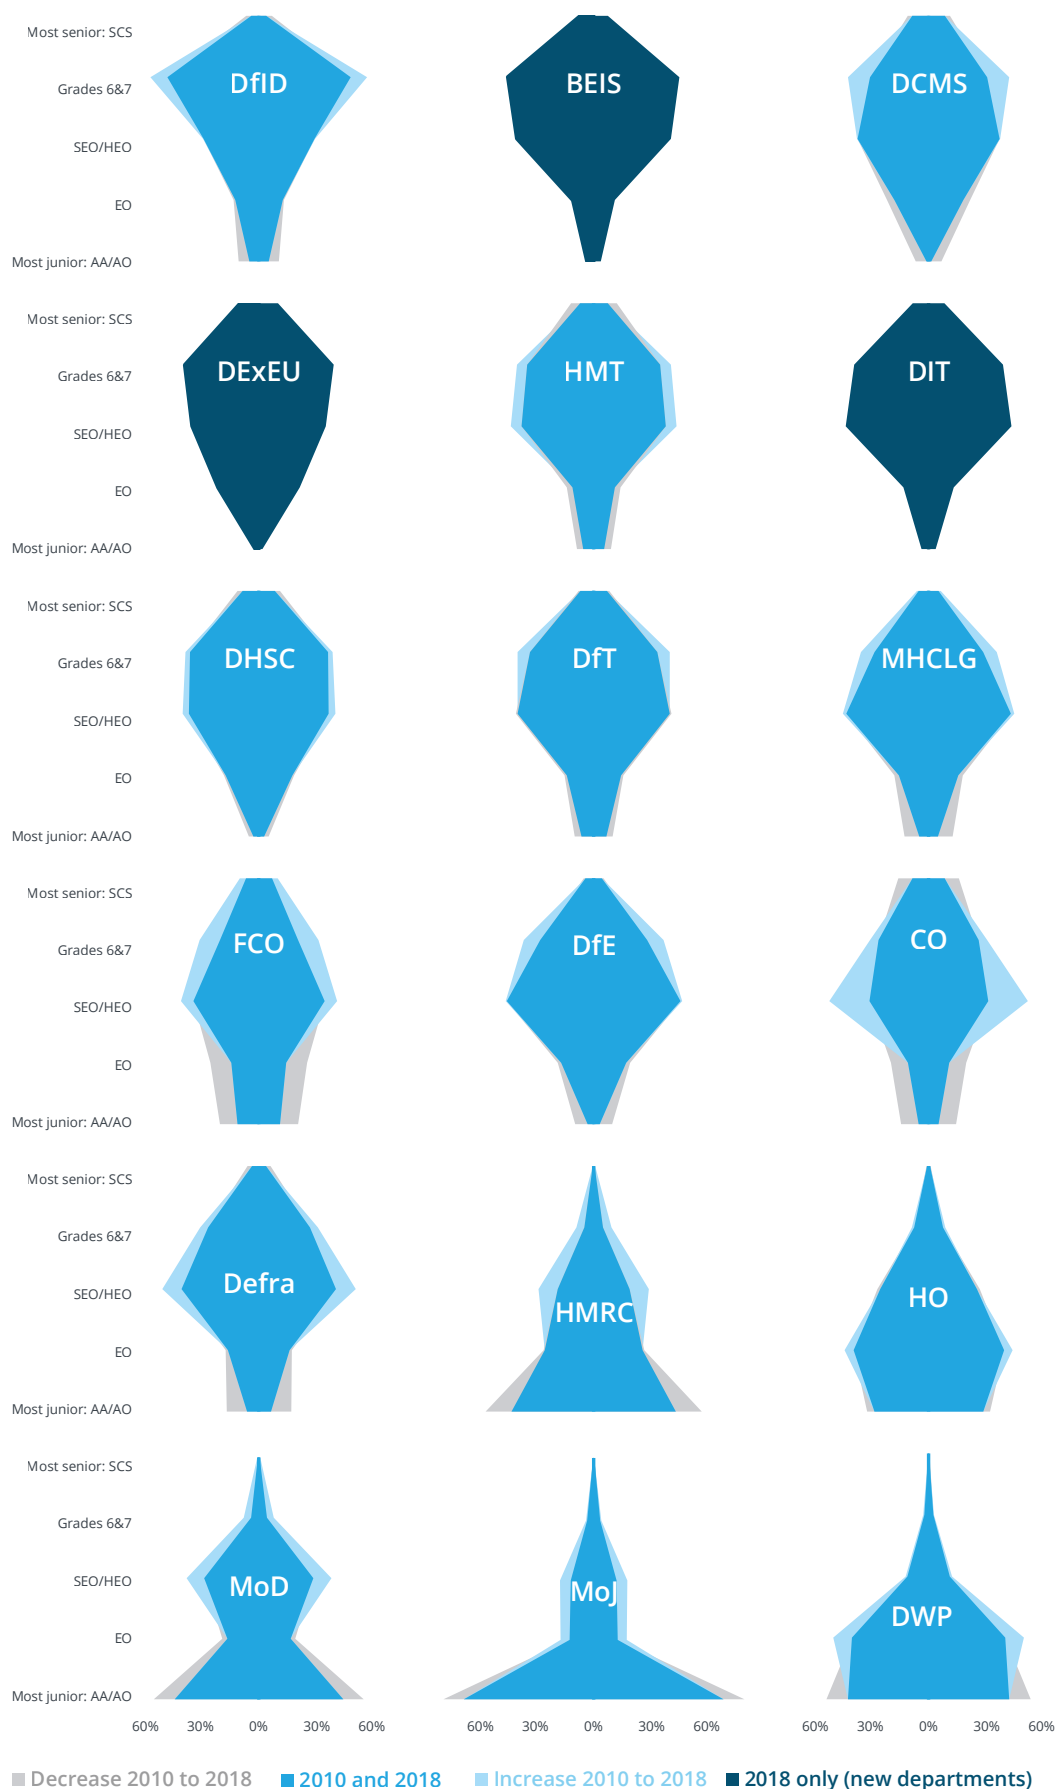 Most senior: SCS
Grades 6&7
SEO/HEO
EO
Most junior: AA/AO
DfID
BEIS
DCMS
Most senior: SCS
Grades 6&7
SEO/HEO
EO
Most junior: AA/AO
DExEU
HMT
DIT
Most senior: SCS
Grades 6&7
SEO/HEO
EO
Most junior: AA/AO
DHSC
DfT
MHCLG
Most senior: SCS
Grades 6&7
SEO/HEO
EO
Most junior: AA/AO
FCO
DfE
CO
Most senior: SCS
Grades 6&7
SEO/HEO
EO
Most junior: AA/AO
Defra
HMRC
HO
Most senior: SCS
Grades 6&7
SEO/HEO
EO
Most junior: AA/AO
MoD
MoJ
DWP
60% 30% 0% 30% 60%
60% 30% 0% 30% 60%
60% 30% 0% 30% 60%
Decrease 2010 to 2018
2010 and 2018
Increase 2010 to 2018
2018 only (new departments)